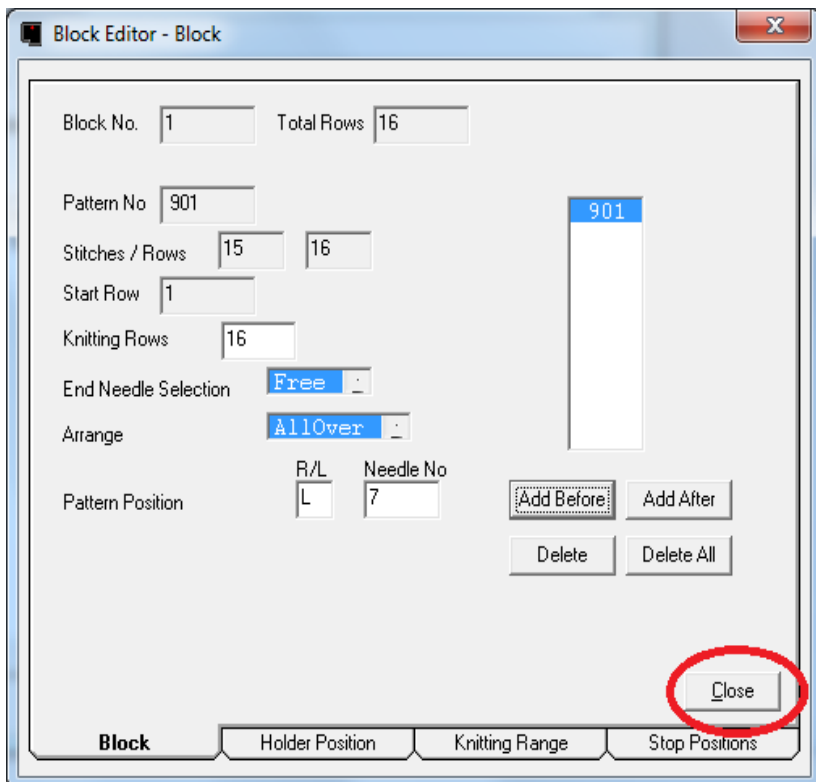 Block Editor - Block
X
Block No. 1 Total Rows 16
Pattern No 901
901
Stitches / Rows 15 16
Start Row 1
Knitting Rows 16
End Needle Selection Free
Arrange AllOver
R/L Needle No
Pattern Position L 7
Add Before Add After
Delete Delete All
Close
Block Holder Position Knitting Range Stop Positions